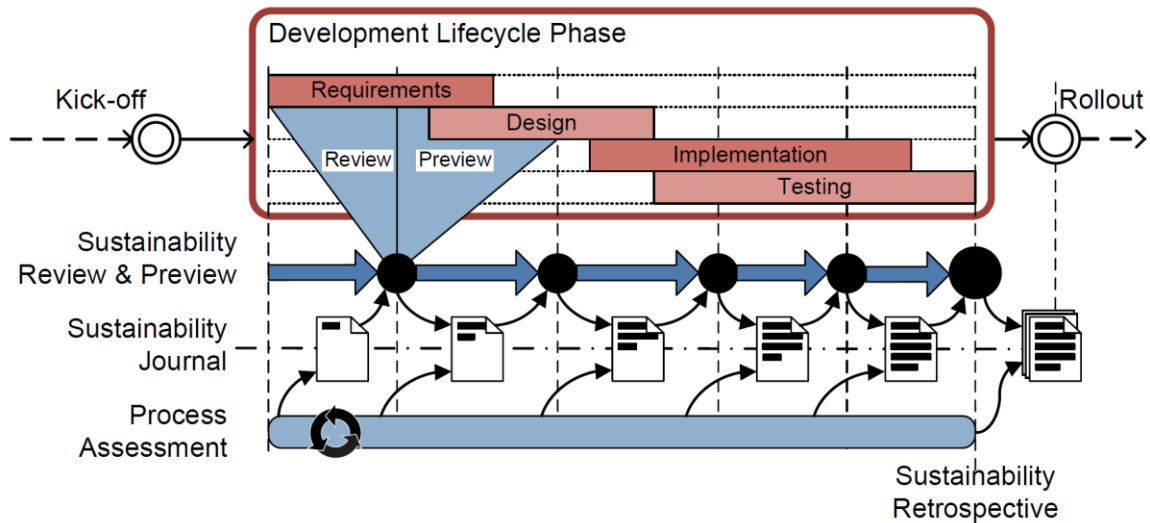 Development Lifecycle Phase
Requirements
Kick-off
Rollout
Design
Review
Preview
Implementation
Testing
Sustainability
Review & Preview
Sustainability
Journal
Process
Assessment
Sustainability
Retrospective